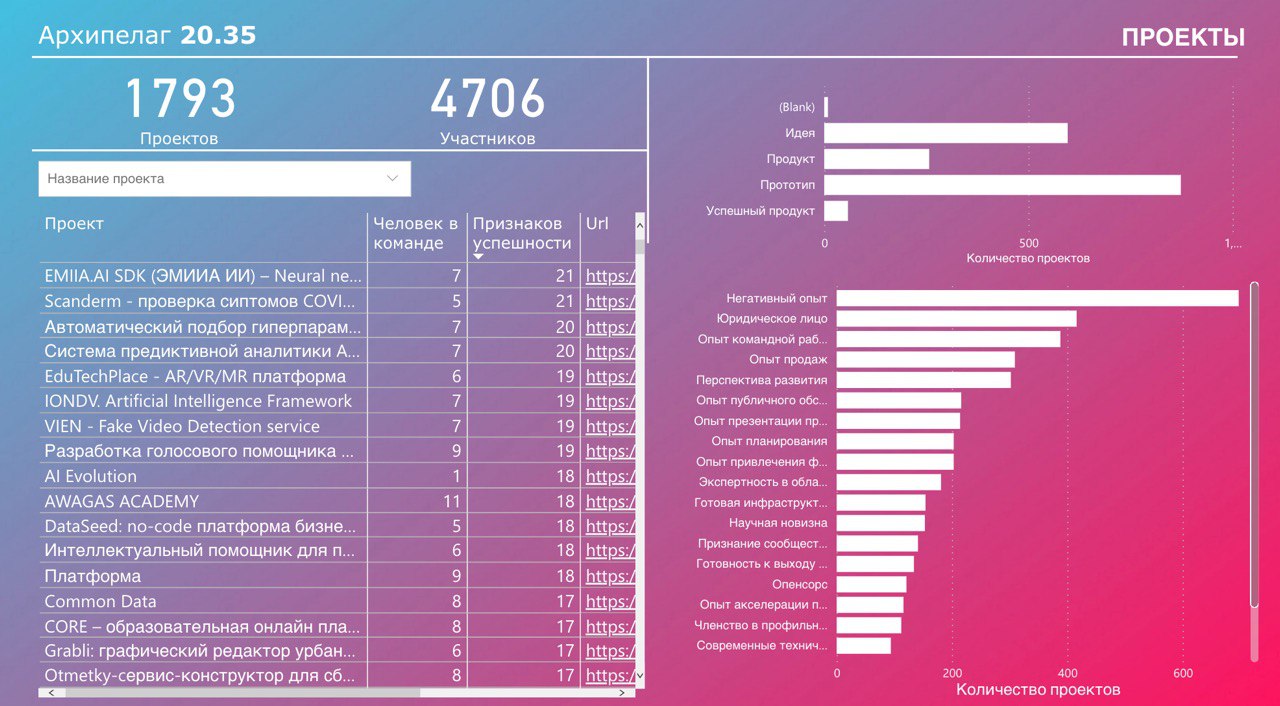 Архипелаг 20.35
ПРОЕКТЫ
1793
Проектов
4706
Участников
Название проекта
Проект Человек в команде Признаков успешности Url
EMIIA.AI SDK (ЭМИИА ИИ) – Neural ne... 7 21 https:/
Scanderm - проверка сиптомов COVI... 5 21 https:/
Автоматический подбор гиперпарам... 7 20 https:/
Система предиктивной аналитики А... 7 20 https:/
EduTechPlace - AR/VR/MR платформа 6 19 https:/
IONDV. Artificial Intelligence Framework 7 19 https:/
VIEN - Fake Video Detection service 7 19 https:/
Разработка голосового помощника ... 9 19 https:/
AI Evolution 1 18 https:/
AWAGAS ACADEMY 11 18 https:/
DataSeed: no-code платформа бизне... 5 18 https:/
Интеллектуальный помощник для п... 6 18 https:/
Платформа 9 18 https:/
Common Data 8 17 https:/
CORE – образовательная онлайн пла... 8 17 https:/
Grabli: графический редактор урбан... 6 17 https:/
Otmetky-сервис-конструктор для сб... 8 17 https:/
(Blank)
Идея
Продукт
Прототип
Успешный продукт
0 500 1,...
Количество проектов
Негативный опыт
Юридическое лицо
Опыт командной раб...
Опыт продаж
Перспектива развития
Опыт публичного обс...
Опыт презентации пр...
Опыт планирования
Опыт привлечения ф...
Экспертность в обла...
Готовая инфраструкт...
Научная новизна
Признание сообщест...
Готовность к выходу ...
Опенсорс
Опыт акселерации п...
Членство в профильн...
Современные технич...
0 200 400 600
Количество проектов